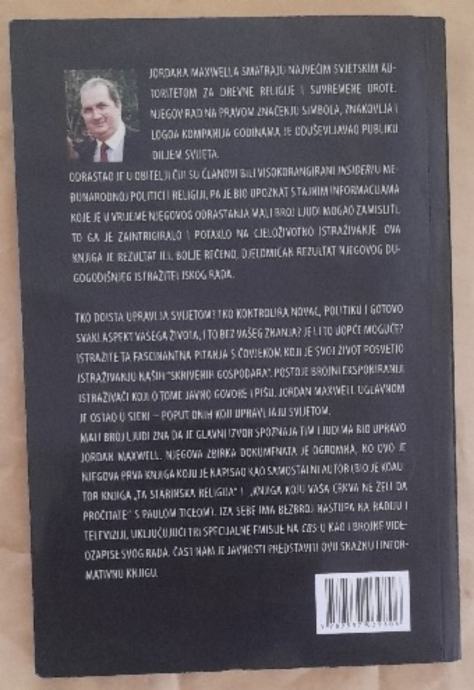 JORDANA MAXWELLA SMATRAJU NAJVEĆIM SVJETSKIM AU-
TORITETOM ZA DREVNE RELIGIJE I SUVREMENE UROTE.
NJEGOV RAD NA PRAVOM ZNAČENJU SIMBOLA, ZNAKOVLJA I
LOGOA KOMPANIJA GODINAMA JE ODUŠEVLJAVAO PUBLIKU
DILJEM SVIJETA.
ODRASTAO JE U OBITELJI ČIJI SU ČLANOVI BILI VISOKORANGIRANI INSIDERI U ME-
ĐUNARODNOJ POLITICI I RELIGIJI, PA JE BIO UPOZNAT S TAJNIM INFORMACIJAMA
KOJE JE U VRIJEME NJEGOVOG ODRASTANJA MALI BROJ LJUDI MOGAO ZAMISLITI.
TO GA JE ZAINTRIGIRALO I POTAKLO NA CJELOŽIVOTNO ISTRAŽIVANJE. OVA
KNJIGA JE REZULTAT ILI, BOLJE REČENO, DJELOMIČAN REZULTAT NJEGOVOG DU-
GOGODIŠNJEG ISTRAŽITELJSKOG RADA.
TKO DOISTA UPRAVLJA SVIJETOM? TKO KONTROLIRA NOVAC, POLITIKU I GOTOVO
SVAKI ASPEKT VAŠEGA ŽIVOTA, I TO BEZ VAŠEG ZNANJA? JE LI TO UOPĆE MOGUĆE?
ISTRAŽITE TA FASCINANTNA PITANJA S ČOVJEKOM, KOJI JE SVOJ ŽIVOT POSVETIO
ISTRAŽIVANJU NAŠIH "SKRIVENIH GOSPODARA". POSTOJE BROJNI EKSPONIRANIJI
ISTRAŽIVAČI KOJI O TOME JAVNO GOVORE I PIŠU. JORDAN MAXWELL UGLAVNOM
JE OSTAO U SJENI – POPUT ONIH KOJI UPRAVLJAJU SVIJETOM.
MALI BROJ LJUDI ZNA DA JE GLAVNI IZVOR SPOZNAJA TIM LJUDIMA BIO UPRAVO
JORDAN MAXWELL. NJEGOVA ZBIRKA DOKUMENATA JE OGROMNA, NO OVO JE
NJEGOVA PRVA KNJIGA KOJU JE NAPISAO KAO SAMOSTALNI AUTOR (BIO JE KOAU-
TOR KNJIGA „TA STARINSKA RELIGIJA" I „KNJIGA KOJU VAŠA CRKVA NE ŽELI DA
PROČITATE" S PAULOM TICEOM). IZA SEBE IMA BEZBROJ NASTUPA NA RADIJU I
TELEVIZIJI, UKLJUČUJUĆI TRI SPECIJALNE EMISIJE NA CBS-U KAO I BROJNE VIDE-
OZAPISE SVOG RADA. ČAST NAM JE JAVNOSTI PREDSTAVITI OVU SNAŽNU I INFOR-
MATIVNU KNJIGU.